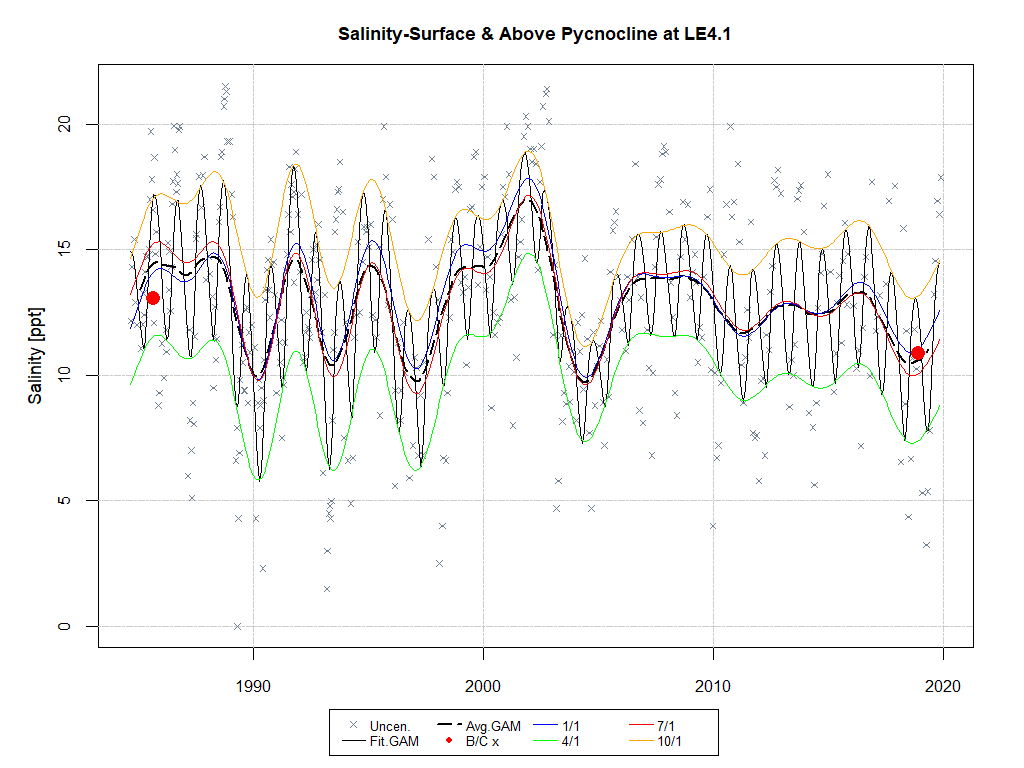 Salinity-Surface & Above Pycnocline at LE4.1
Salinity [ppt]
20
15
10
5
0
1990 2000 2010 2020
Uncen. Avg.GAM 1/1 7/1
Fit.GAM B/C x 4/1 10/1